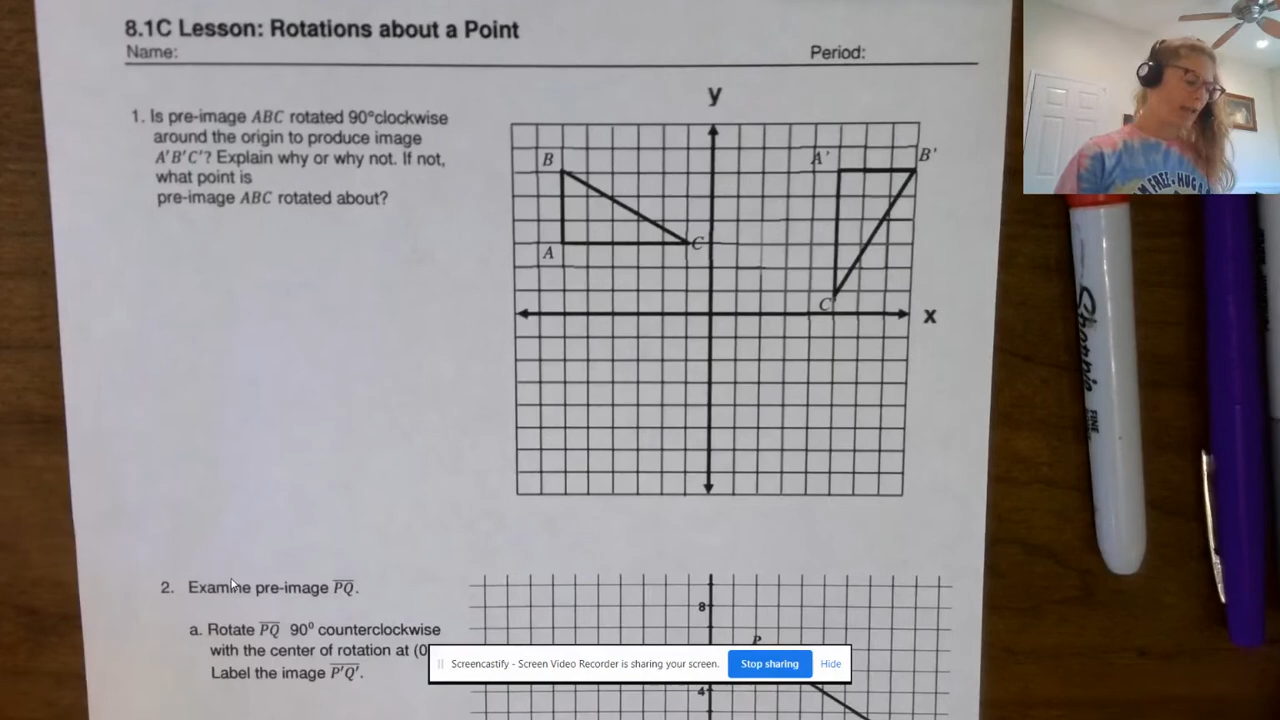 8.1C Lesson: Rotations about a Point
Name: Period:
1. Is pre-image ABC rotated 90°clockwise
around the origin to produce image
A'B'C'? Explain why or why not. If not,
what point is
pre-image ABC rotated about?
y
B
A
C
A'
B'
C
x
2. Examine pre-image PQ.
a. Rotate PQ 90° counterclockwise
with the center of rotation at (0
Label the image P'Q'.
8
P
4
Screencastify - Screen Video Recorder is sharing your screen.
Stop sharing
Hide
Sharpie
FINE
FREE
HUG